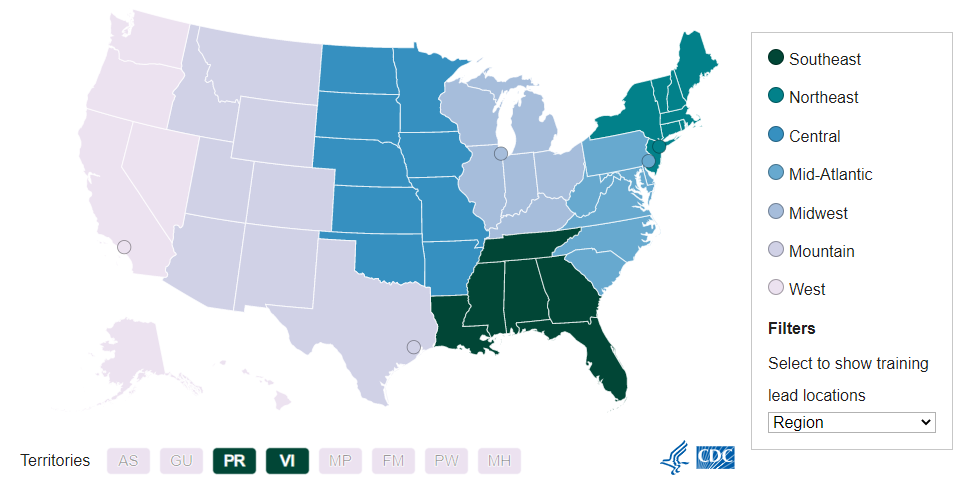 Southeast
Northeast
Central
Mid-Atlantic
Midwest
Mountain
West
Filters
Select to show training
lead locations
Region
Territories AS GU PR VI MP FM PW MH
CDC